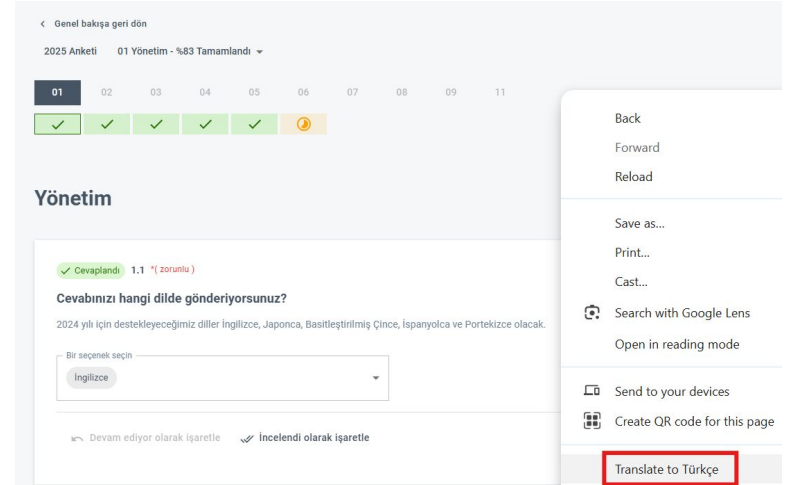 Genel bakışa geri dön
2025 Anketi 01 Yönetim - %83 Tamamlandı
01 02 03 04 05 06 07 08 09 11
Yönetim
Cevaplandı 1.1 *( zorunlu )
Cevabınızı hangi dilde gönderiyorsunuz?
2024 yılı için destekleyeceğimiz diller İngilizce, Japonca, Basitleştirilmiş Çince, İspanyolca ve Portekizce olacak.
Bir seçenek seçin
İngilizce
Devam ediyor olarak işaretle İncelendi olarak işaretle
Back
Forward
Reload
Save as...
Print...
Cast...
Search with Google Lens
Open in reading mode
Send to your devices
Create QR code for this page
Translate to Türkçe